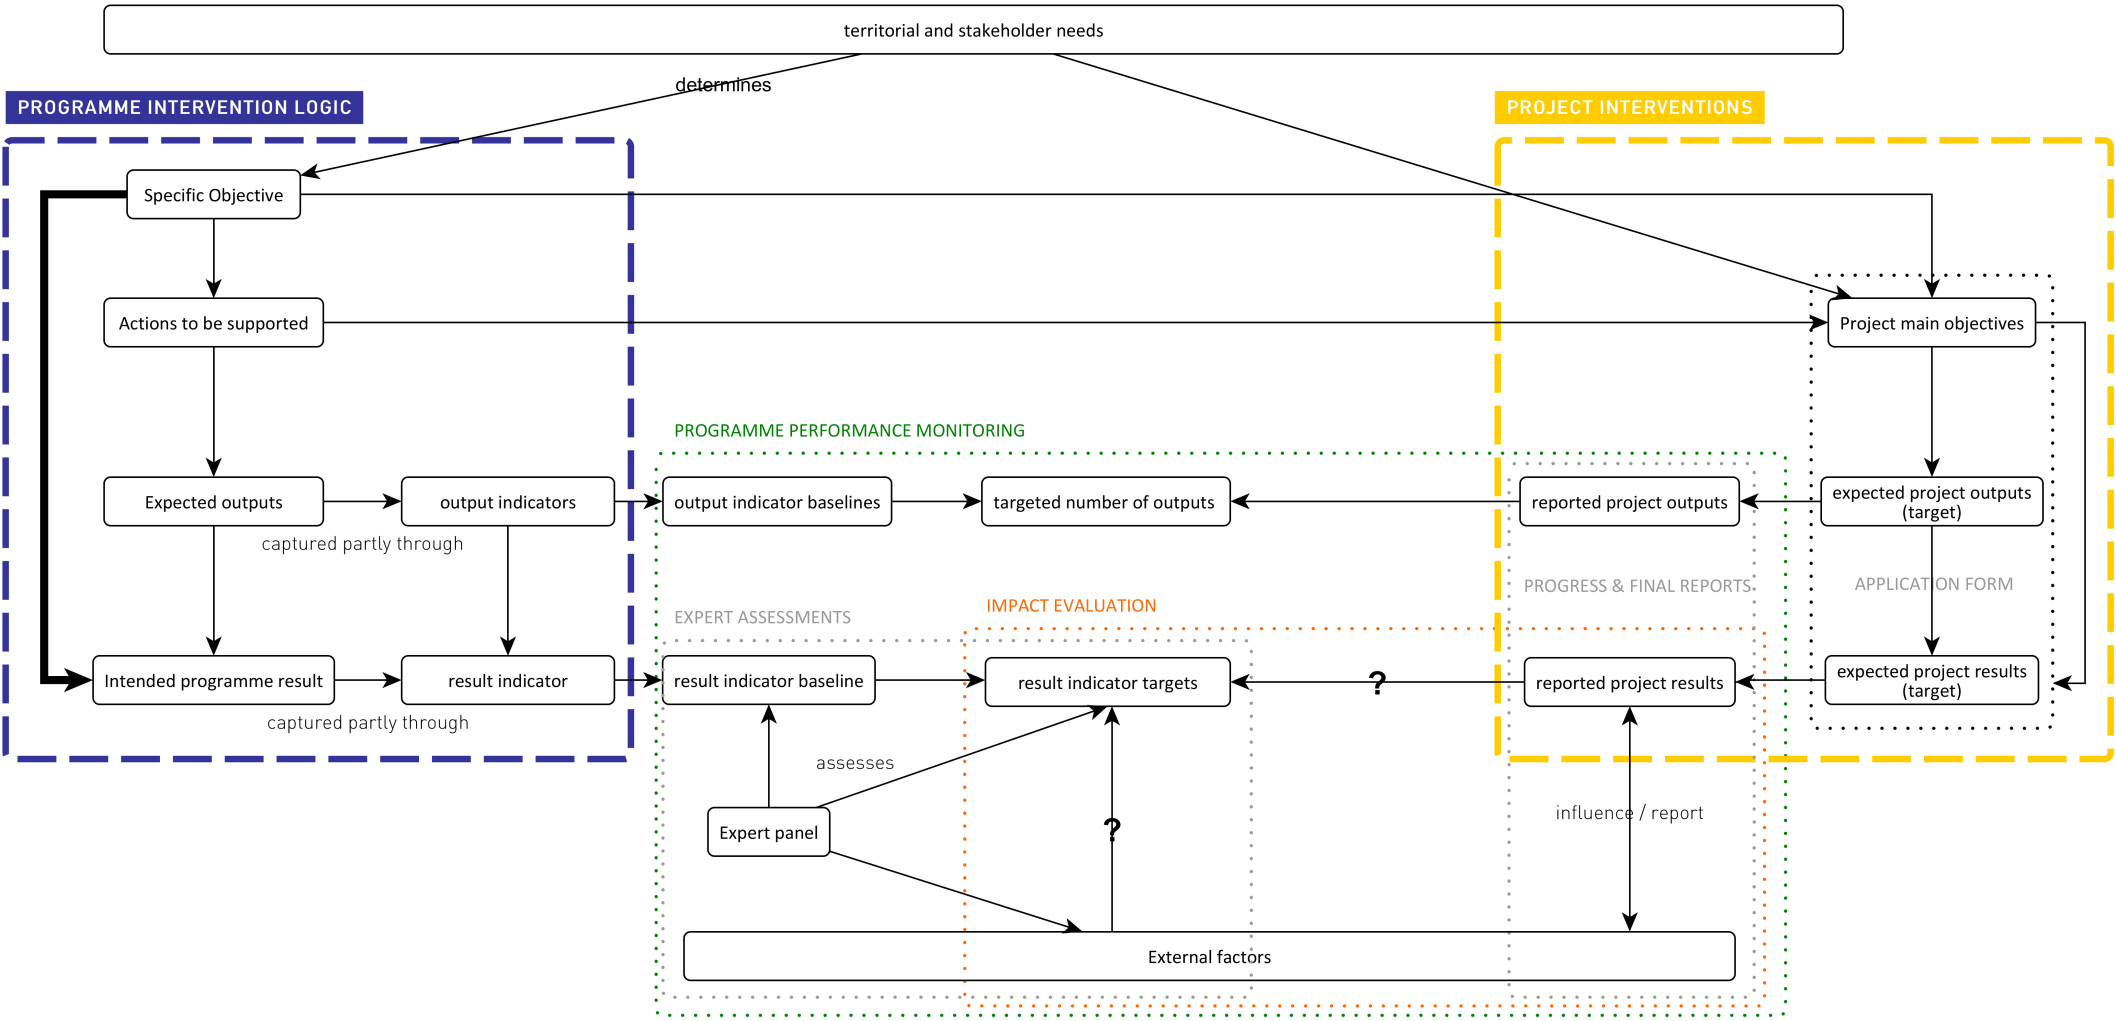 territorial and stakeholder needs
determines
PROGRAMME INTERVENTION LOGIC
PROJECT INTERVENTIONS
Specific Objective
Actions to be supported
Project main objectives
PROGRAMME PERFORMANCE MONITORING
Expected outputs
output indicators
output indicator baselines
targeted number of outputs
reported project outputs
expected project outputs
(target)
captured partly through
EXPERT ASSESSMENTS
IMPACT EVALUATION
PROGRESS & FINAL REPORTS
APPLICATION FORM
Intended programme result
result indicator
result indicator baseline
result indicator targets
?
reported project results
expected project results
(target)
captured partly through
assesses
Expert panel
?
influence / report
External factors